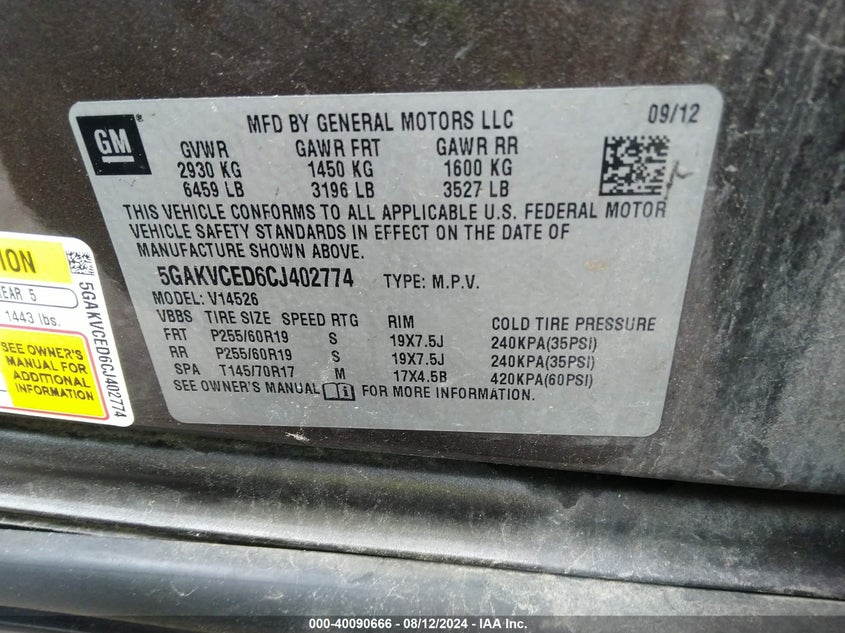 GM
MFD BY GENERAL MOTORS LLC 09/12
GVWR GAWR FRT GAWR RR
2930 KG 1450 KG 1600 KG
6459 LB 3196 LB 3527 LB
THIS VEHICLE CONFORMS TO ALL APPLICABLE U.S. FEDERAL MOTOR
VEHICLE SAFETY STANDARDS IN EFFECT ON THE DATE OF
MANUFACTURE SHOWN ABOVE.
5GAKVCED6CJ402774 TYPE: M.P.V.
MODEL: V14526
VBBS TIRE SIZE SPEED RTG RIM COLD TIRE PRESSURE
FRT P255/60R19 S 19X7.5J 240KPA(35PSI)
RR P255/60R19 S 19X7.5J 240KPA(35PSI)
SPA T145/70R17 M 17X4.5B 420KPA(60PSI)
SEE OWNER'S MANUAL FOR MORE INFORMATION.
5
1443 lbs.
SEE OWNER'S
MANUAL FOR
ADDITIONAL
INFORMATION
5GAKVCED6CJ402774
000-40090666 - 08/12/2024 - IAA Inc.